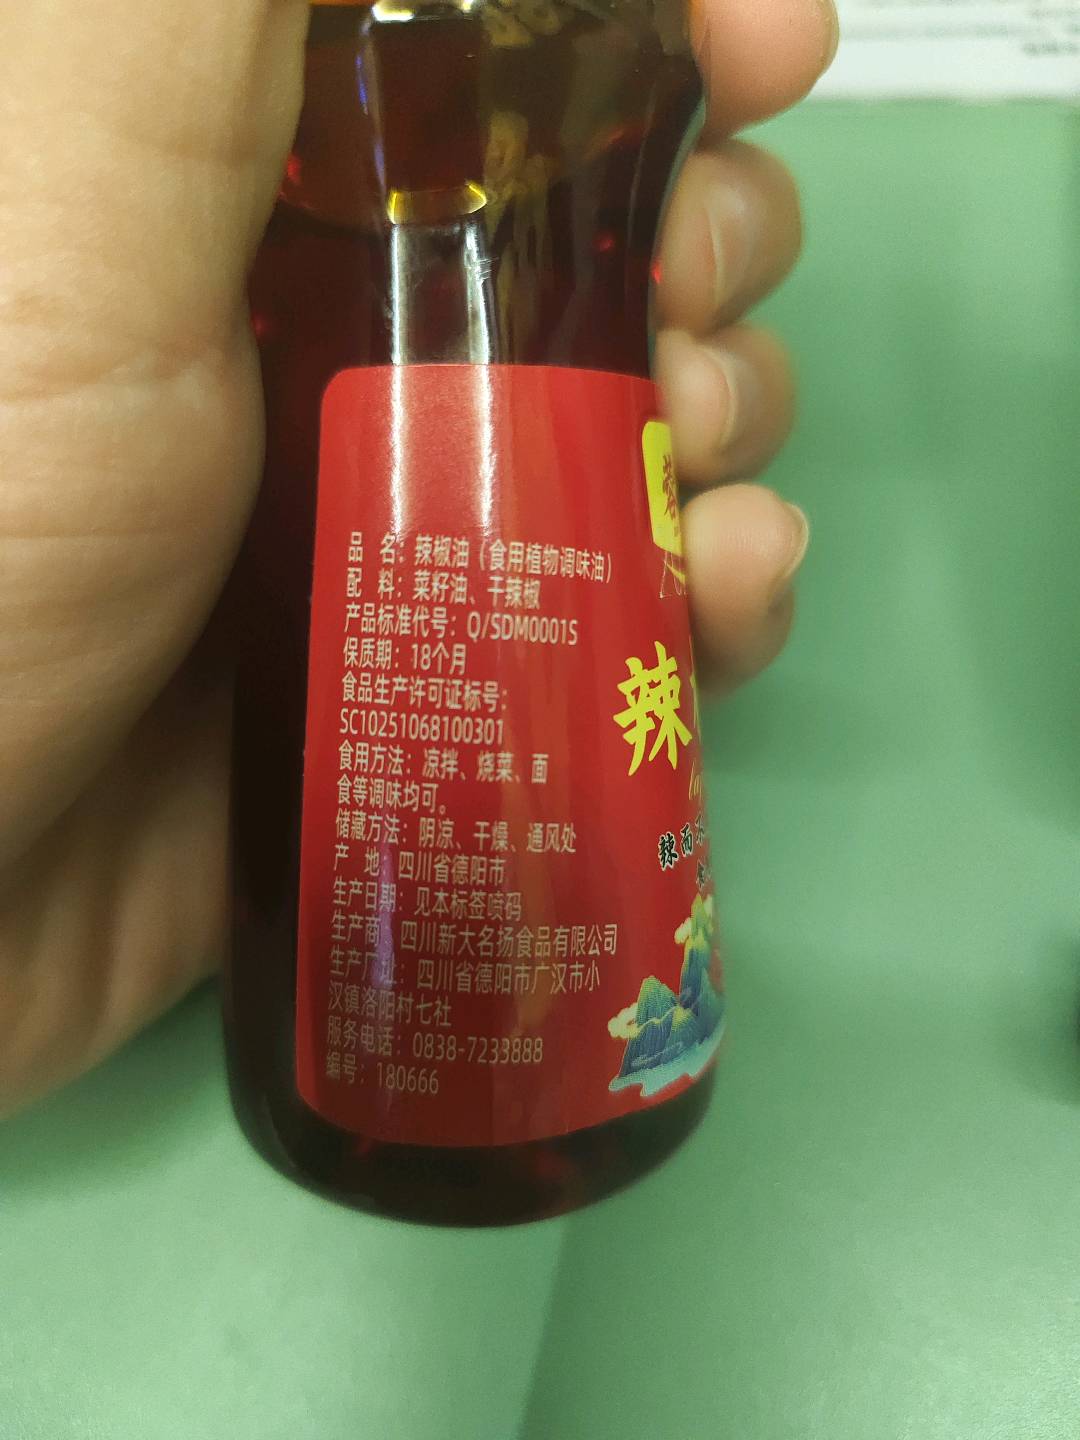 品 名：辣椒油（食用植物调味油）
配 料：菜籽油、干辣椒
产品标准代号：Q/SDM0001S
保质期：18个月
食品生产许可证标号：
SC10251068100301
食用方法：凉拌、烧菜、面
食等调味均可。
储藏方法：阴凉、干燥、通风处
产 地：四川省德阳市
生产日期：见本标签喷码
生产商：四川新大名扬食品有限公司
生产厂址：四川省德阳市广汉市小
汉镇洛阳村七社
服务电话：0838-7233888
编号：180666
辣
辣而不